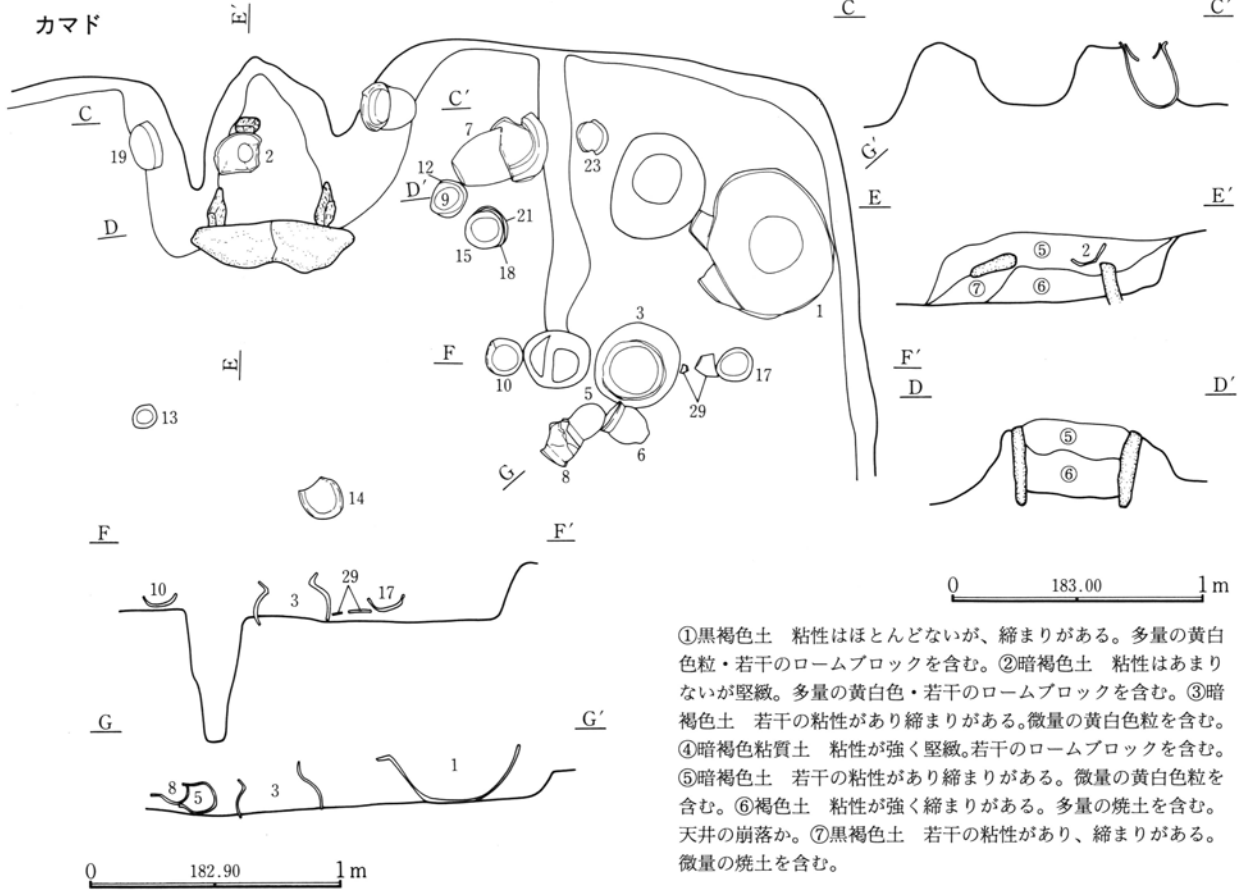 カマド
E′
C
C′
C
C′
19
2
7
12
D′
9
23
D
21
15
18
G′
E
E′
⑤
2
⑦
⑥
1
3
E
F
10
17
29
5
6
8
G
13
14
F′
D
D′
⑤
⑥
F
F′
10
3
29
17
0
183.00
1m
G
G′
8
5
3
1
0
182.90
1m
①黒褐色土 粘性はほとんどないが、締まりがある。多量の黄白
色粒・若干のロームブロックを含む。②暗褐色土 粘性はあまり
ないが堅緻。多量の黄白色・若干のロームブロックを含む。③暗
褐色土 若干の粘性があり締まりがある。微量の黄白色粒を含む。
④暗褐色粘質土 粘性が強く堅緻。若干のロームブロックを含む。
⑤暗褐色土 若干の粘性があり締まりがある。微量の黄白色粒を
含む。⑥褐色土 粘性が強く締まりがある。多量の焼土を含む。
天井の崩落か。⑦黒褐色土 若干の粘性があり、締まりがある。
微量の焼土を含む。